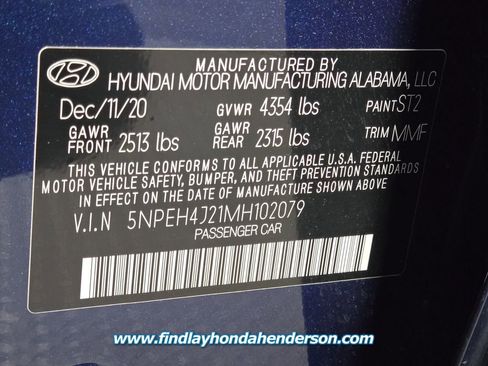 MANUFACTURED BY
HYUNDAI MOTOR MANUFACTURING ALABAMA, LLC
Dec/11/20 GVWR 4354 lbs PAINT ST2
GAWR FRONT 2513 lbs GAWR REAR 2315 lbs TRIM MMF
THIS VEHICLE CONFORMS TO ALL APPLICABLE U.S.A. FEDERAL
MOTOR VEHICLE SAFETY, BUMPER, AND THEFT PREVENTION STANDARDS
IN EFFECT ON THE DATE OF MANUFACTURE SHOWN ABOVE
V.I.N 5NPEH4J21MH102079
PASSENGER CAR
www.findlayhondahenderson.com